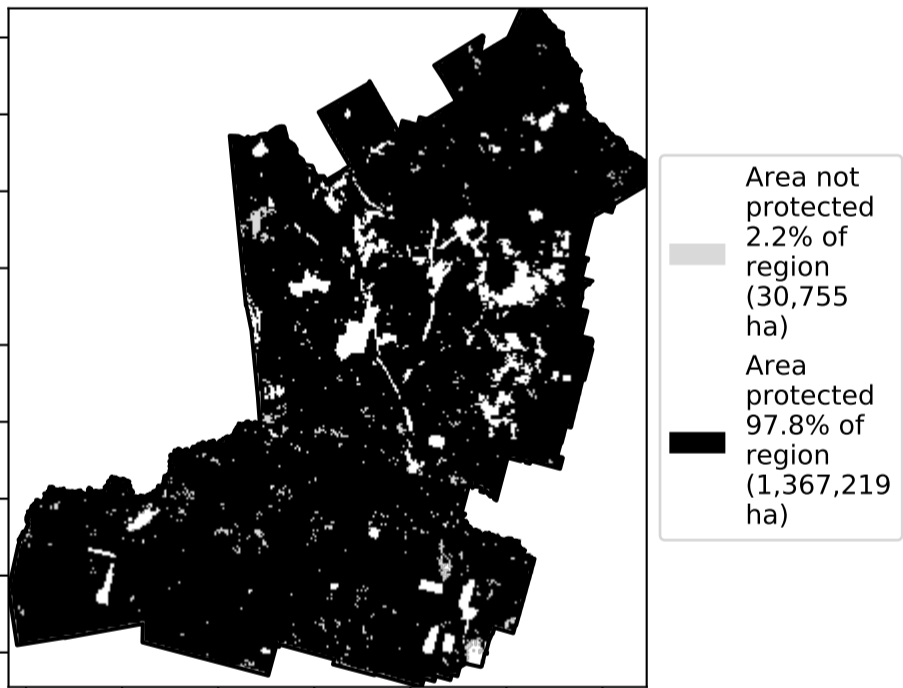 Area not
protected
2.2% of
region
(30,755
ha)
Area
protected
97.8% of
region
(1,367,219
ha)